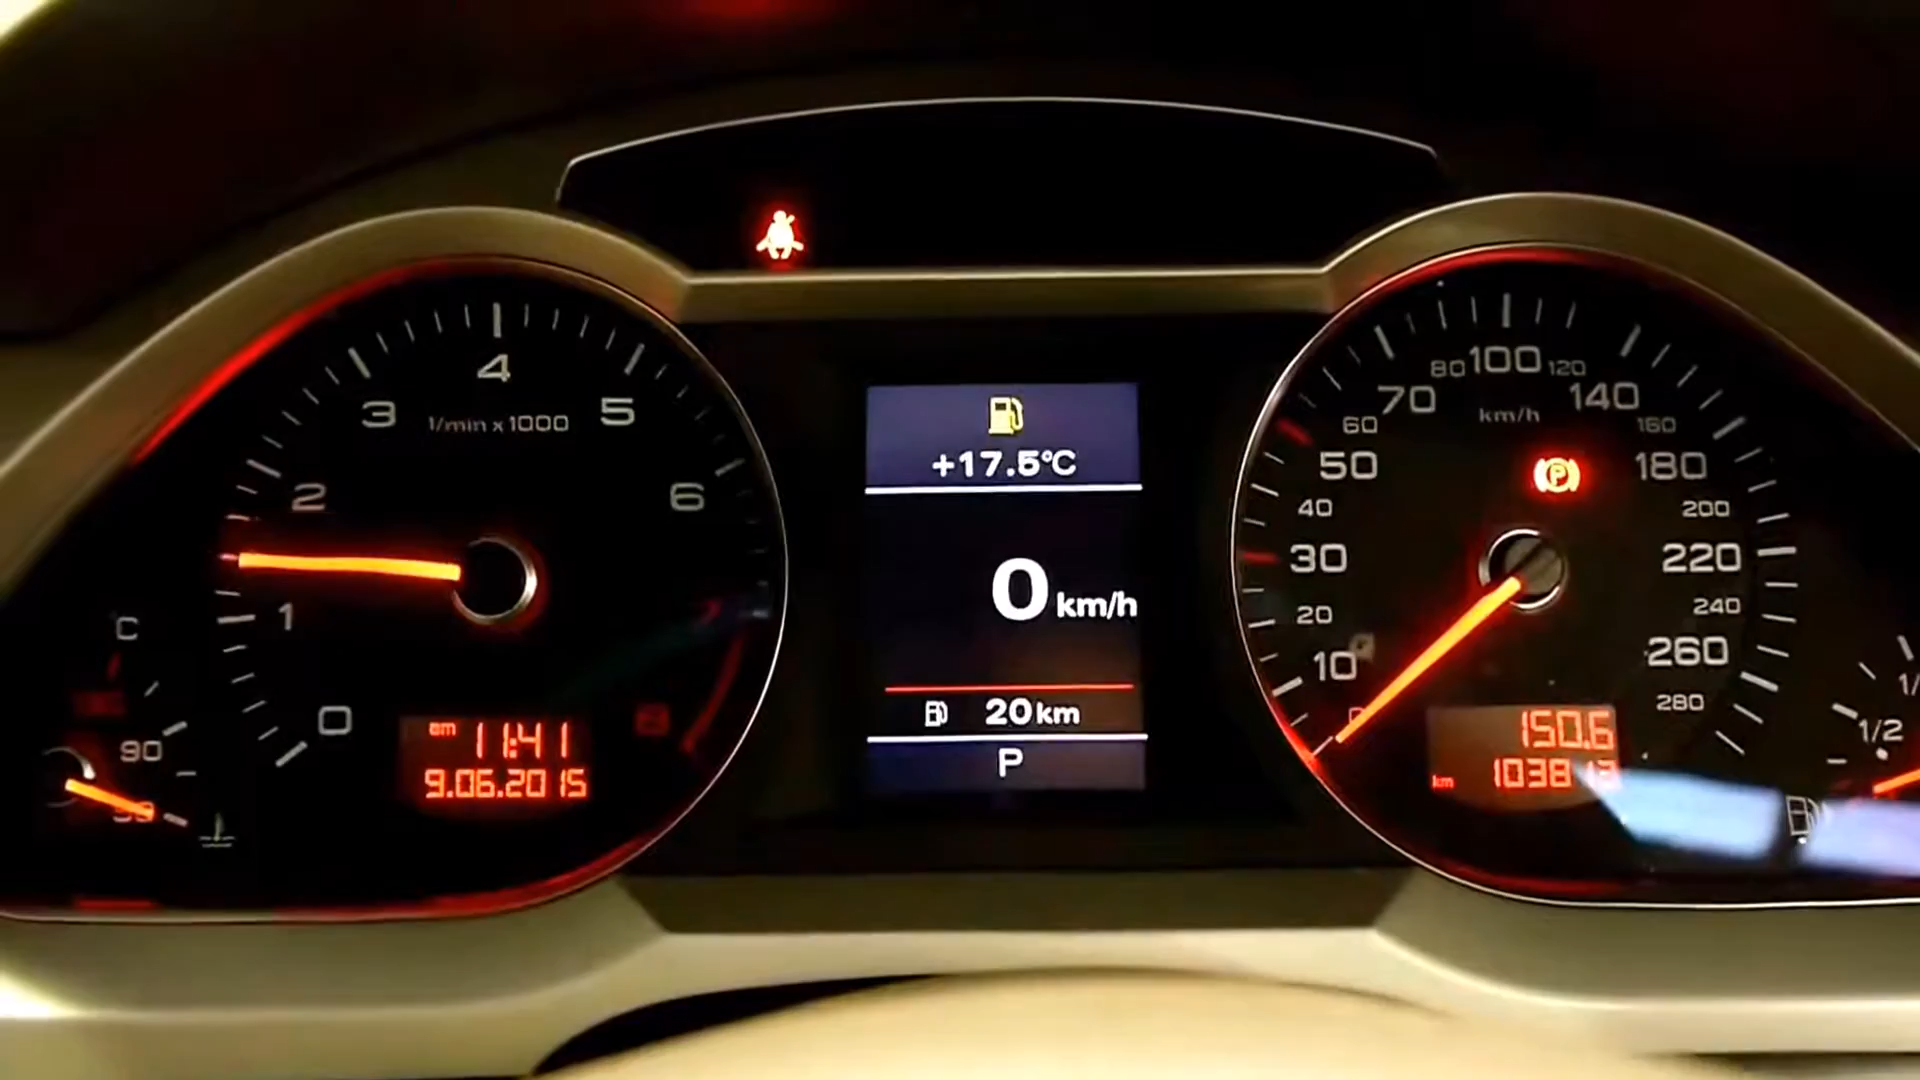 4
3
5
1/min x 1000
2
6
1
0
C
90
am 11:41
9.06.2015
+17.5°C
0 km/h
20 km
P
80 100 120
70
140
km/h
60
160
50
180
40
200
30
220
20
240
10
260
280
150.6
km
1/2